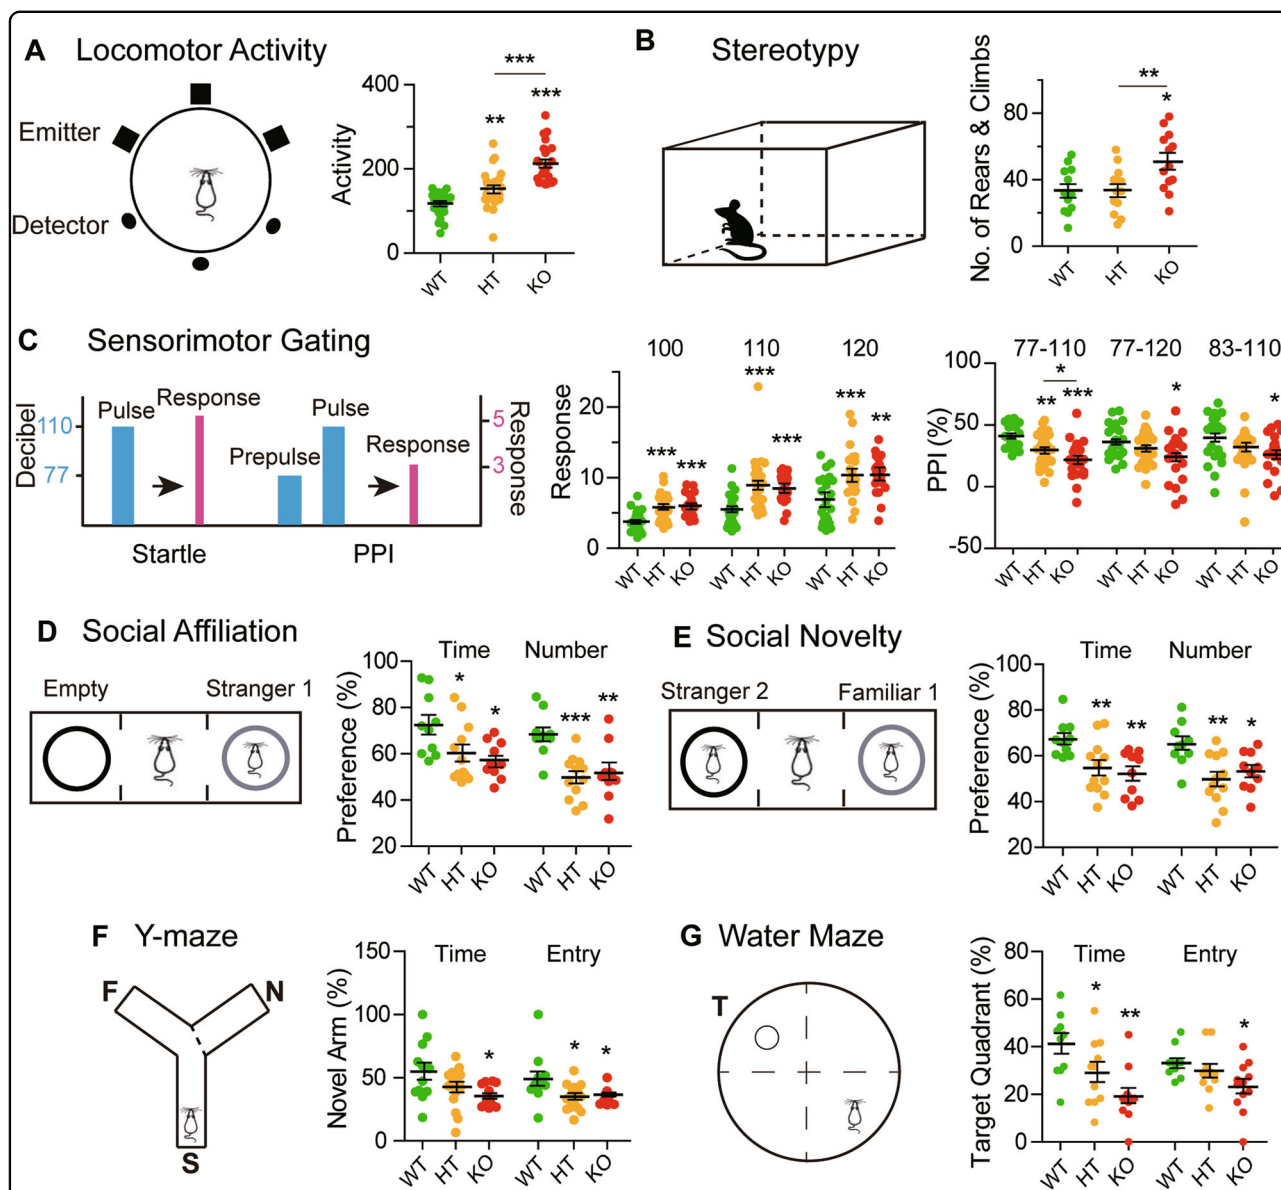 A Locomotor Activity
Emitter
Detector
Activity
400
200
0
***
** ***
WT HT KO
B Stereotypy
No. of Rears & Climbs
80
40
0
**
*
WT HT KO
C Sensorimotor Gating
Decibel
110
77
Pulse Response Pulse
Prepulse Response
5
3
Response
Startle PPI
100 110 120
Response
20
10
0
*** *** *** *** *** **
WT HT KO WT HT KO WT HT KO
77-110 77-120 83-110
PPI (%)
100
50
0
-50
*
** *** * *
WT HT KO WT HT KO WT HT KO
D Social Affiliation
Empty Stranger 1
Time Number
Preference (%)
100
80
60
40
20
* * *** **
WT HT KO WT HT KO
E Social Novelty
Stranger 2 Familiar 1
Time Number
Preference (%)
100
80
60
40
20
** ** ** *
WT HT KO WT HT KO
F Y-maze
F N
S
Time Entry
Novel Arm (%)
150
100
50
0
* * *
WT HT KO WT HT KO
G Water Maze
T
Time Entry
Target Quadrant (%)
80
60
40
20
0
* ** *
WT HT KO WT HT KO